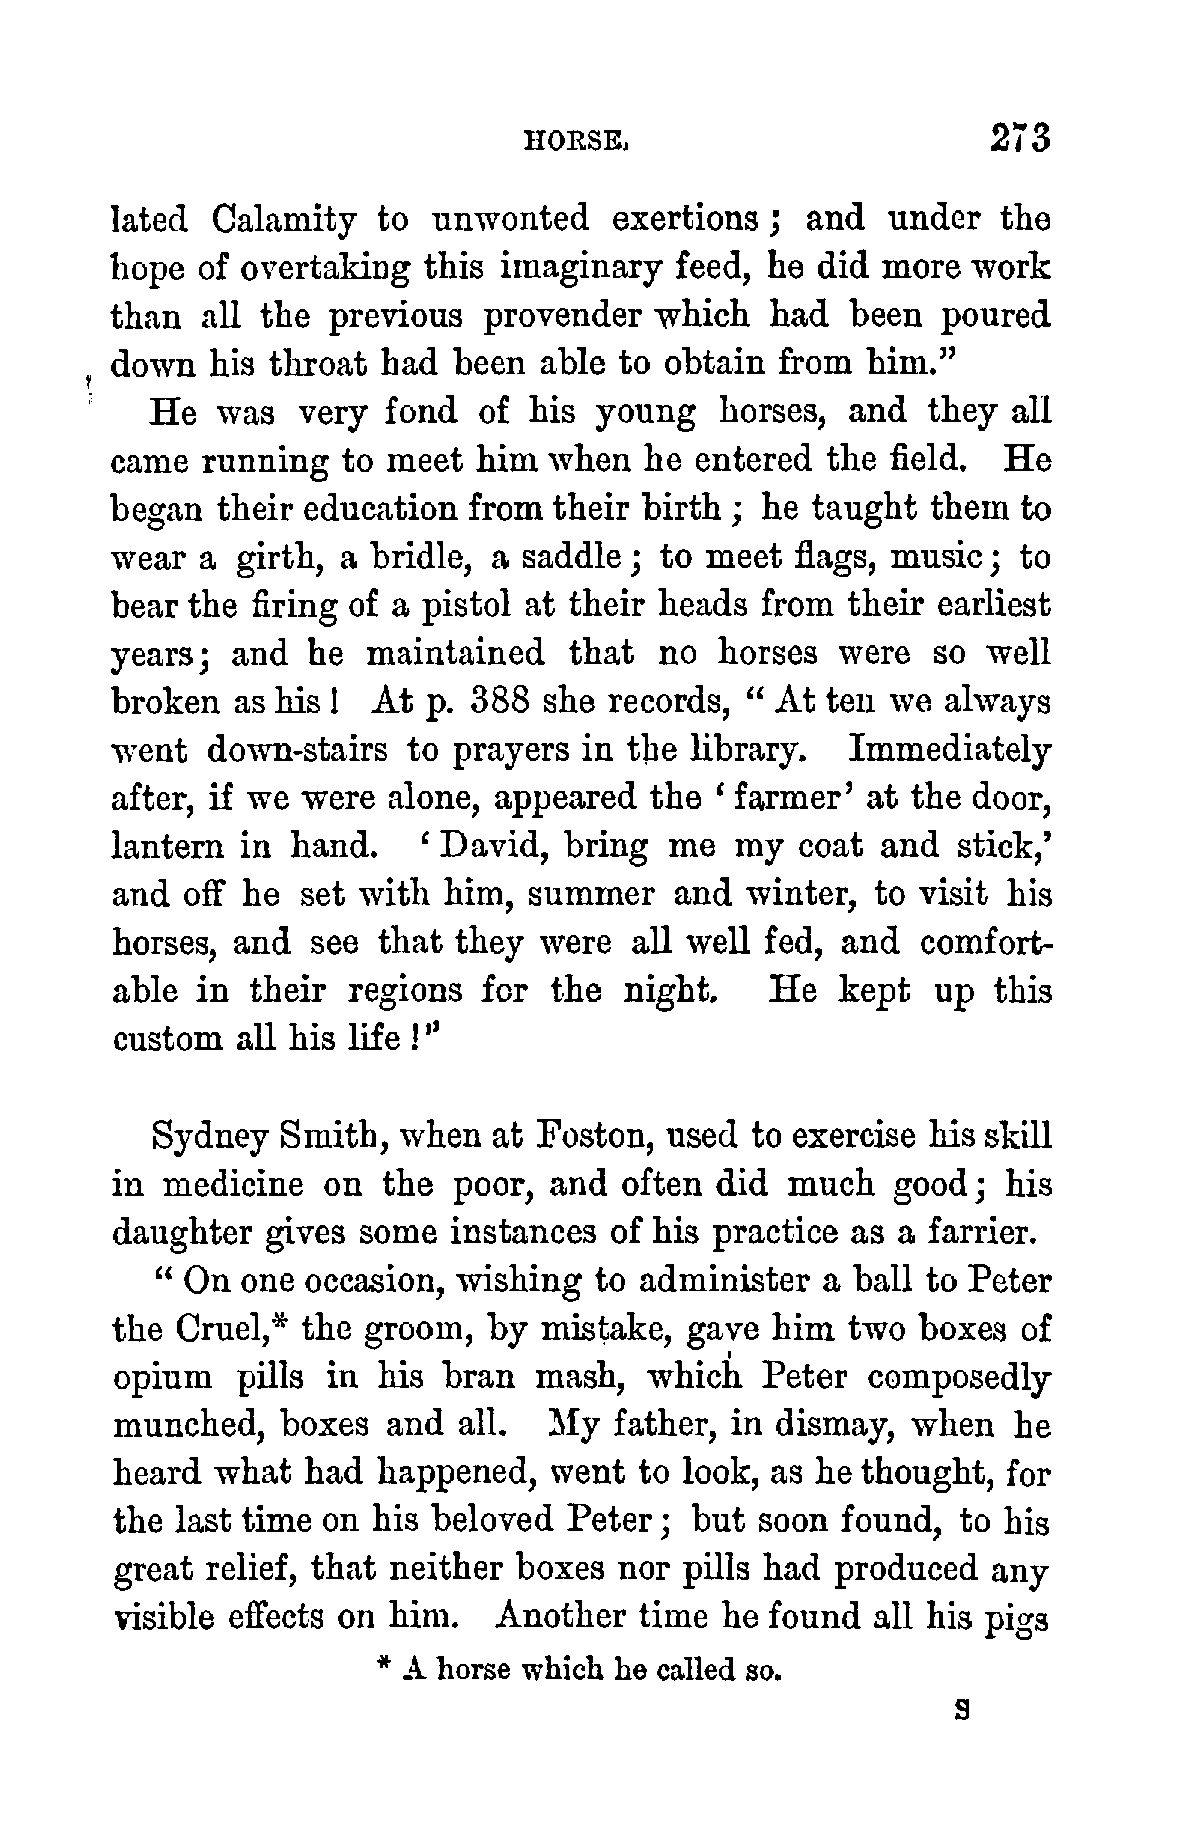 HORSE. 273
lated Calamity to unwonted exertions; and under the
hope of overtaking this imaginary feed, he did more work
than all the previous provender which had been poured
down his throat had been able to obtain from him.”
He was very fond of his young horses, and they all
came running to meet him when he entered the field. He
began their education from their birth; he taught them to
wear a girth, a bridle, a saddle; to meet flags, music; to
bear the firing of a pistol at their heads from their earliest
years; and he maintained that no horses were so well
broken as his! At p. 388 she records, “At ten we always
went down-stairs to prayers in the library. Immediately
after, if we were alone, appeared the ‘farmer’ at the door,
lantern in hand. ‘David, bring me my coat and stick,’
and off he set with him, summer and winter, to visit his
horses, and see that they were all well fed, and comfort-
able in their regions for the night. He kept up this
custom all his life!”
Sydney Smith, when at Foston, used to exercise his skill
in medicine on the poor, and often did much good; his
daughter gives some instances of his practice as a farrier.
“On one occasion, wishing to administer a ball to Peter
the Cruel,* the groom, by mistake, gave him two boxes of
opium pills in his bran mash, which Peter composedly
munched, boxes and all. My father, in dismay, when he
heard what had happened, went to look, as he thought, for
the last time on his beloved Peter; but soon found, to his
great relief, that neither boxes nor pills had produced any
visible effects on him. Another time he found all his pigs
* A horse which he called so.
S